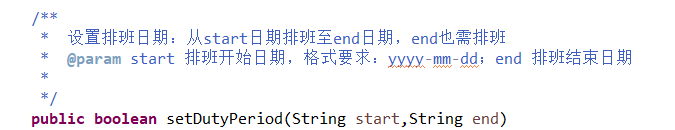 /**
* 设置排班日期：从start日期排班至end日期，end也需排班
* @param start 排班开始日期，格式要求：yyyy-mm-dd；end 排班结束日期
*
*/
public boolean setDutyPeriod(String start,String end)